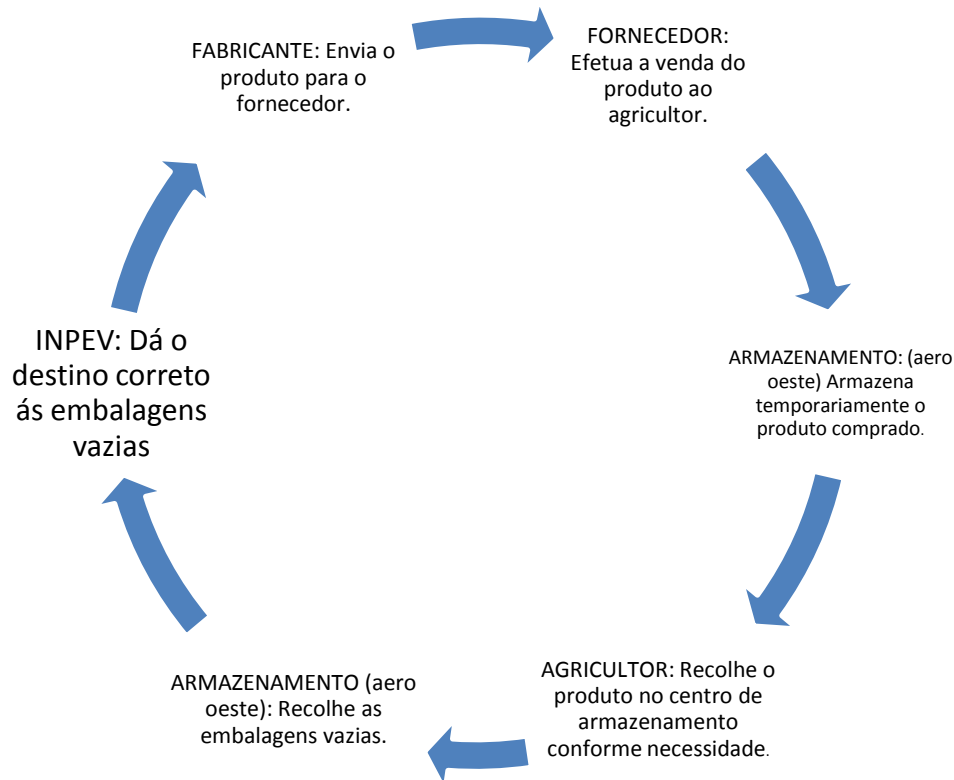 FABRICANTE: Envia o
produto para o
fornecedor.
FORNECEDOR:
Efetua a venda do
produto ao
agricultor.
ARMAZENAMENTO: (aero
oeste) Armazena
temporariamente o
produto comprado.
AGRICULTOR: Recolhe o
produto no centro de
armazenamento
conforme necessidade.
ARMAZENAMENTO (aero
oeste): Recolhe as
embalagens vazias.
INPEV: Dá o
destino correto
ás embalagens
vazias